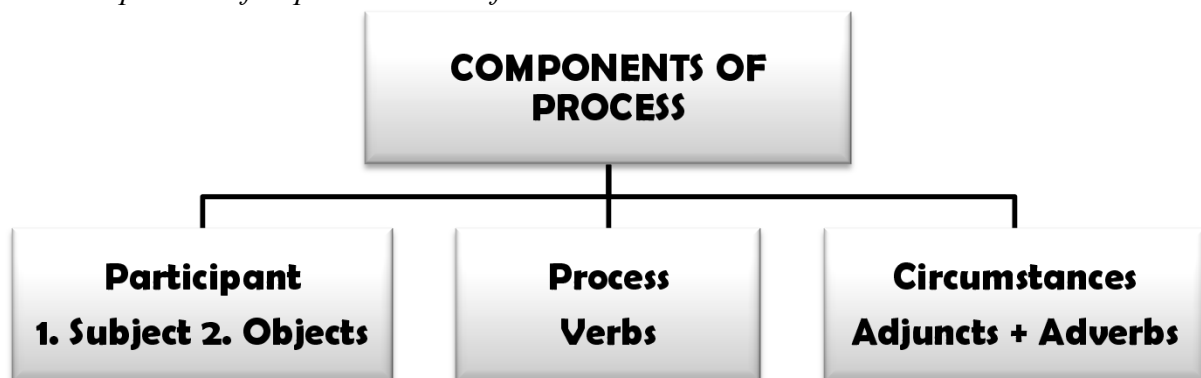 COMPONENTS OF
PROCESS
Participant
1. Subject 2. Objects
Process
Verbs
Circumstances
Adjuncts + Adverbs